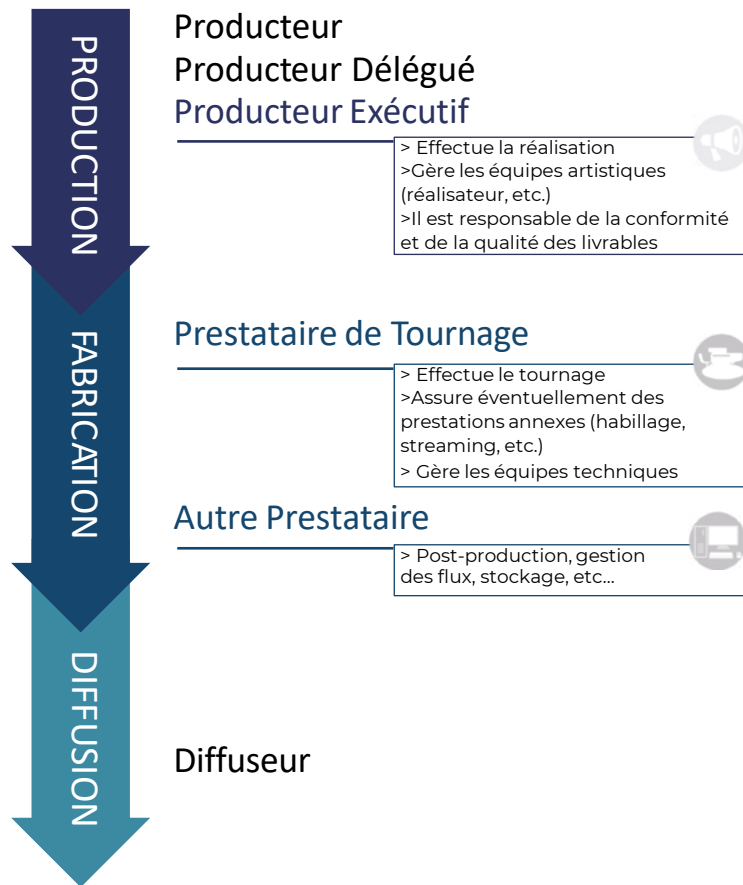 PRODUCTION
Producteur
Producteur Délégué
Producteur Exécutif
> Effectue la réalisation
>Gère les équipes artistiques
(réalisateur, etc.)
>Il est responsable de la conformité
et de la qualité des livrables
FABRICATION
Prestataire de Tournage
> Effectue le tournage
>Assure éventuellement des
prestations annexes (habillage,
streaming, etc.)
> Gère les équipes techniques
Autre Prestataire
> Post-production, gestion
des flux, stockage, etc...
DIFFUSION
Diffuseur